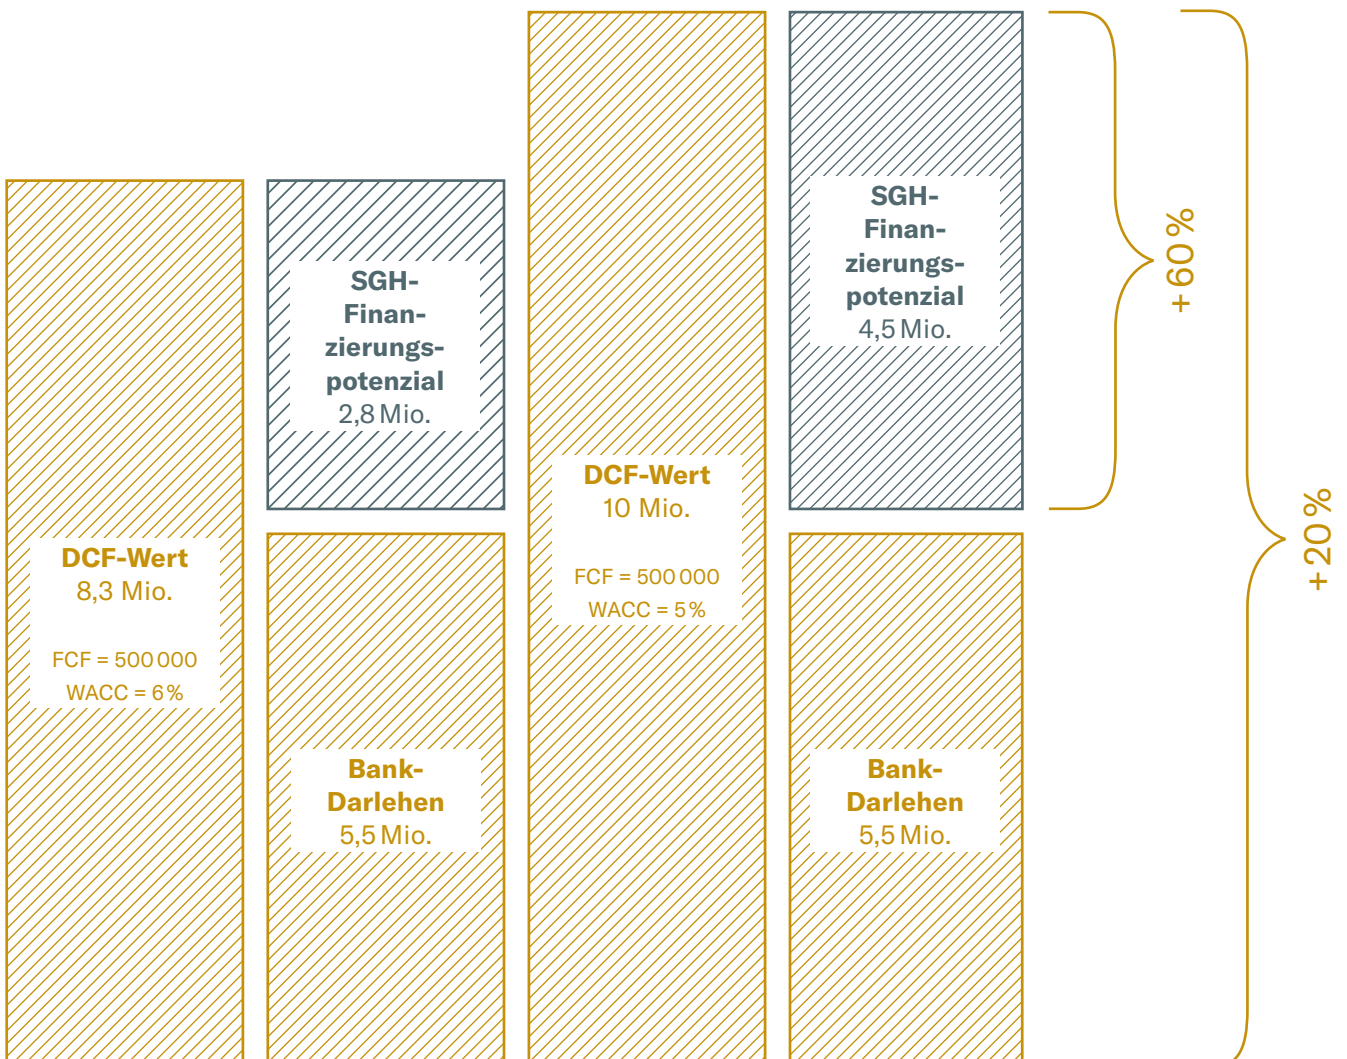 DCF-Wert
8,3 Mio.
FCF = 500 000
WACC = 6 %
SGH-
Finan-
zierungs-
potenzial
2,8 Mio.
Bank-
Darlehen
5,5 Mio.
DCF-Wert
10 Mio.
FCF = 500 000
WACC = 5 %
SGH-
Finan-
zierungs-
potenzial
4,5 Mio.
Bank-
Darlehen
5,5 Mio.
+ 60 %
+ 20 %